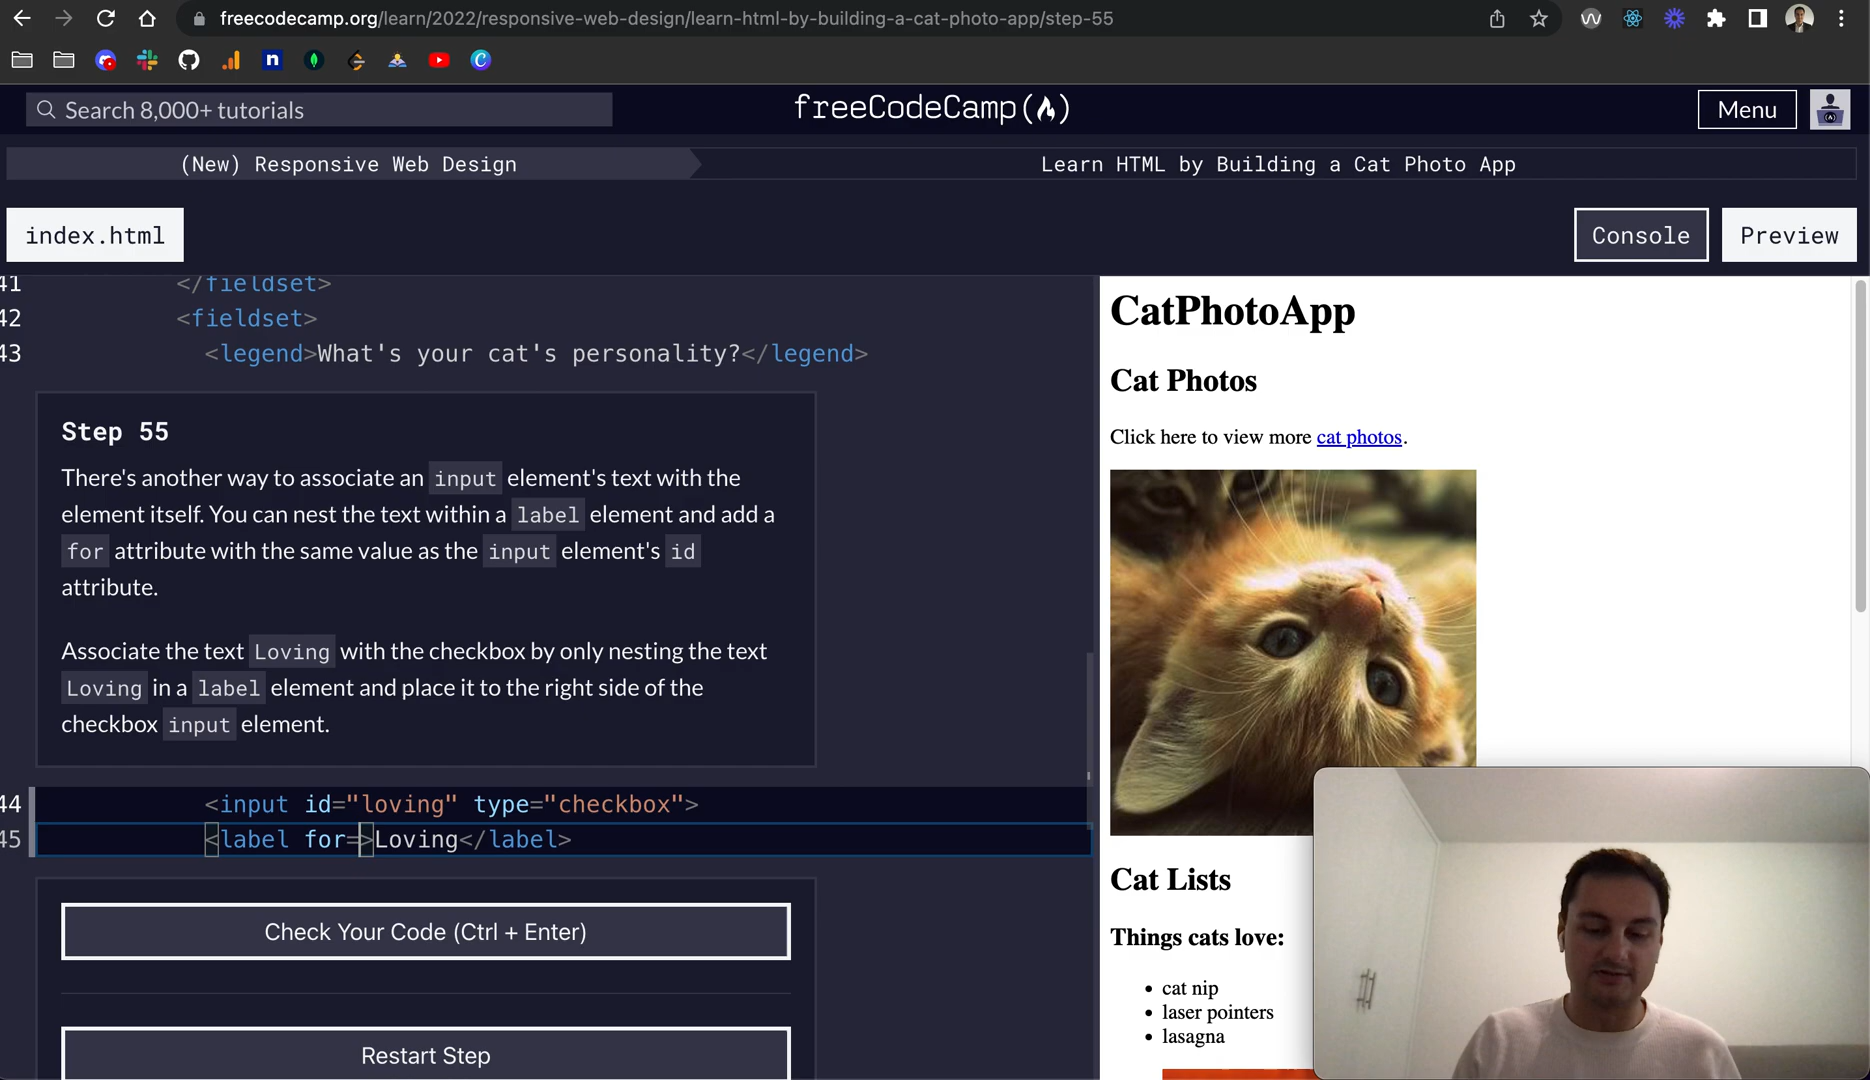 freecodecamp.org/learn/2022/responsive-web-design/learn-html-by-building-a-cat-photo-app/step-55
Search 8,000+ tutorials
freeCodeCamp
Menu
(New) Responsive Web Design
Learn HTML by Building a Cat Photo App
index.html
Console
Preview
41 </fieldset>
42 <fieldset>
43 <legend>What's your cat's personality?</legend>
Step 55
There's another way to associate an input element's text with the
element itself. You can nest the text within a label element and add a
for attribute with the same value as the input element's id
attribute.
Associate the text Loving with the checkbox by only nesting the text
Loving in a label element and place it to the right side of the
checkbox input element.
44 <input id="loving" type="checkbox">
45 <label for=>Loving</label>
Check Your Code (Ctrl + Enter)
Restart Step
CatPhotoApp
Cat Photos
Click here to view more cat photos.
Cat Lists
Things cats love:
• cat nip
• laser pointers
• lasagna